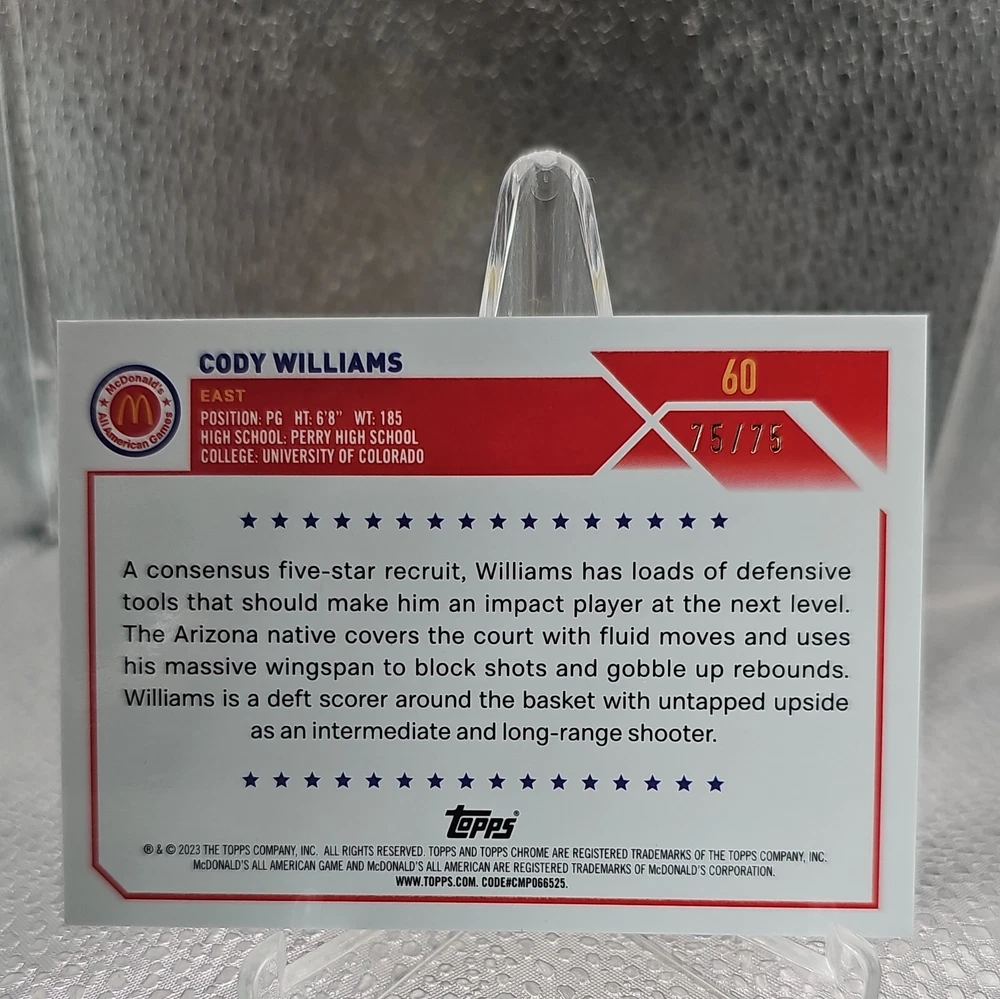 McDonald's
All American Games
CODY WILLIAMS
EAST
POSITION: PG HT: 6'8" WT: 185
HIGH SCHOOL: PERRY HIGH SCHOOL
COLLEGE: UNIVERSITY OF COLORADO
60
75/75
A consensus five-star recruit, Williams has loads of defensive
tools that should make him an impact player at the next level.
The Arizona native covers the court with fluid moves and uses
his massive wingspan to block shots and gobble up rebounds.
Williams is a deft scorer around the basket with untapped upside
as an intermediate and long-range shooter.
Topps®
® & © 2023 THE TOPPS COMPANY, INC. ALL RIGHTS RESERVED. TOPPS AND TOPPS CHROME ARE REGISTERED TRADEMARKS OF THE TOPPS COMPANY, INC.
McDONALD'S ALL AMERICAN GAME AND McDONALD'S ALL AMERICAN ARE REGISTERED TRADEMARKS OF McDONALD'S CORPORATION.
WWW.TOPPS.COM. CODE#CMP066525.